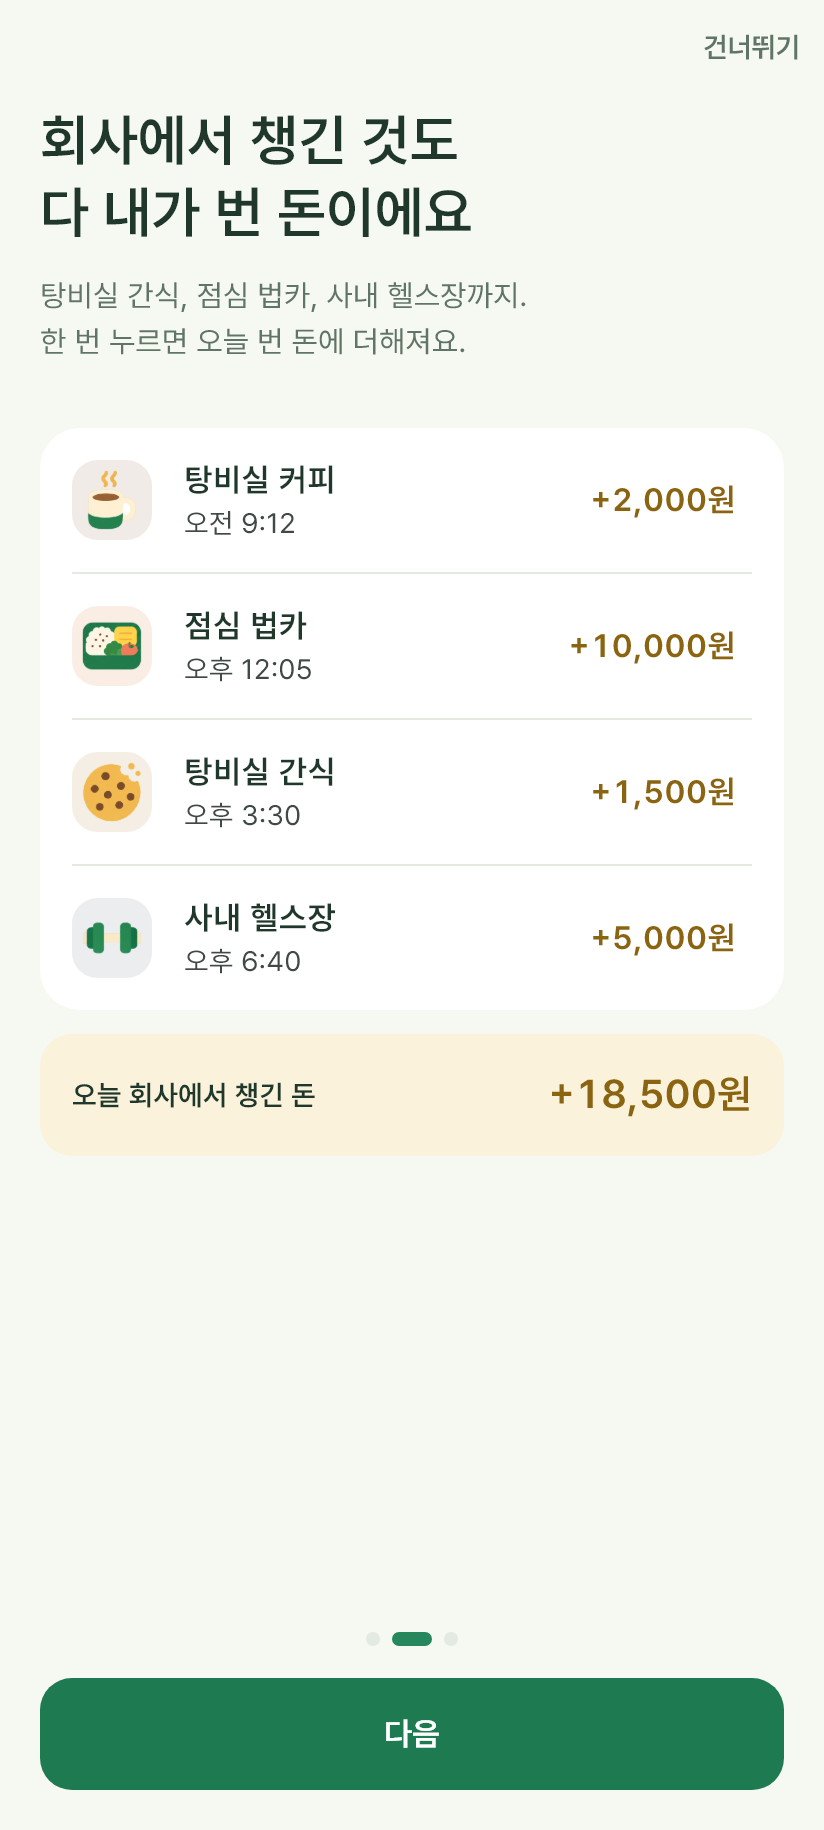 건너뛰기
회사에서 챙긴 것도
다 내가 번 돈이에요
탕비실 간식, 점심 법카, 사내 헬스장까지.
한 번 누르면 오늘 번 돈에 더해져요.
탕비실 커피
오전 9:12
+2,000원
점심 법카
오후 12:05
+10,000원
탕비실 간식
오후 3:30
+1,500원
사내 헬스장
오후 6:40
+5,000원
오늘 회사에서 챙긴 돈
+18,500원
다음